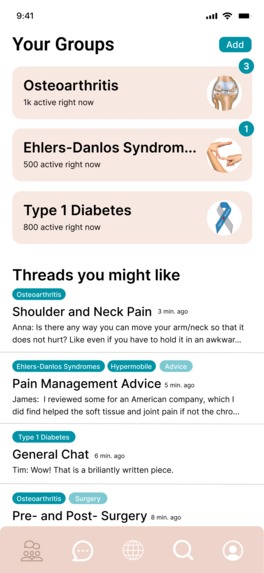 9:41
Your Groups
Add
3
Osteoarthritis
1k active right now
1
Ehlers-Danlos Syndrom...
500 active right now
Type 1 Diabetes
800 active right now
Threads you might like
Osteoarthritis
Shoulder and Neck Pain 3 min. ago
Anna: Is there any way you can move your arm/neck so that it
does not hurt? Like even if you have to hold it in an awkwar...
Ehlers-Danlos Syndromes Hypermobile Advice
Pain Management Advice 5 min. ago
James: I reviewed some for an American company, which I
did find helped the soft tissue and joint pain if not the chro...
Type 1 Diabetes
General Chat 6 min. ago
Tim: Wow! That is a briliantly written piece.
Osteoarthritis Surgery
Pre- and Post- Surgery 8 min. ago